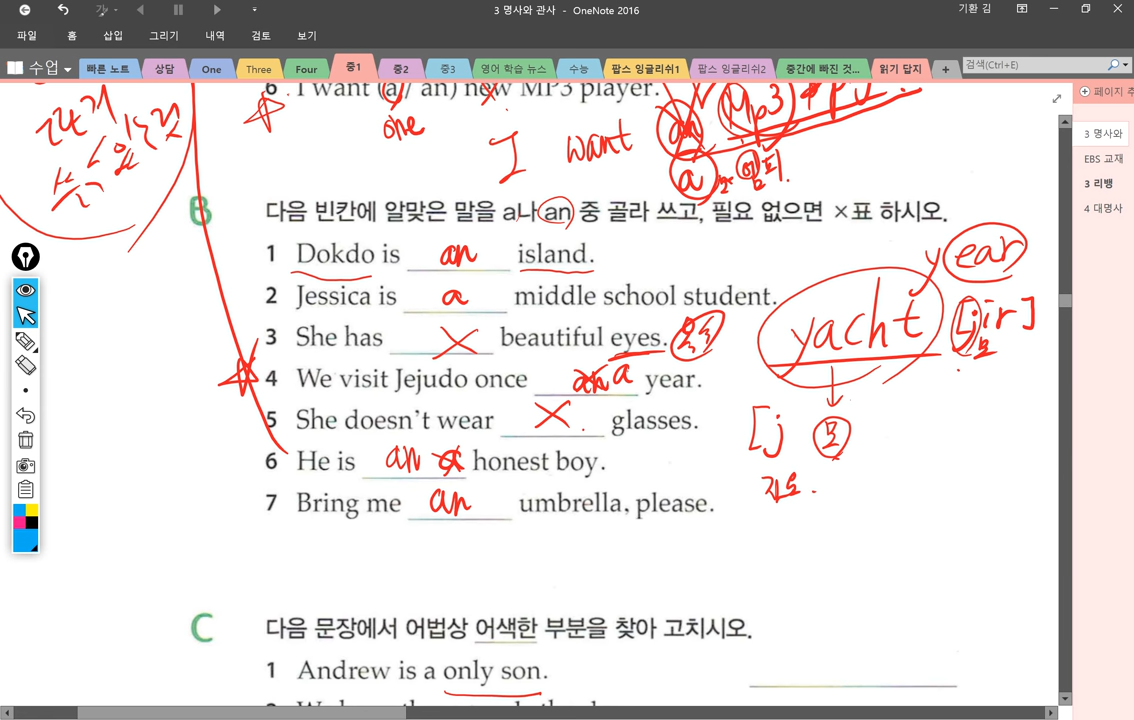 3 명사와 관사 - OneNote 2016
기환 김
파일 홈 삽입 그리기 내역 검토 보기
수업 빠른 노트 상담 One Three Four 중1 중2 중3 영어 학습 뉴스 수능 팝스 잉글리쉬1 팝스 잉글리쉬2 중간에 빠진 것... 읽기 답지 +
검색(Ctrl+E)
페이지 추
3 명사와
EBS 교재
3 리뱅
4 대명사
6 I want (a / an) new MP3 player.
one
I want an Mp3
a
B 다음 빈칸에 알맞은 말을 a나 an 중 골라 쓰고, 필요 없으면 ×표 하시오.
1 Dokdo is an island.
2 Jessica is a middle school student.
3 She has X beautiful eyes. 복수
4 We visit Jejudo once an a year.
5 She doesn't wear X glasses.
6 He is an a honest boy.
7 Bring me an umbrella, please.
year
yacht
[jir]
모
[j 모
자음.
C 다음 문장에서 어법상 어색한 부분을 찾아 고치시오.
1 Andrew is a only son.